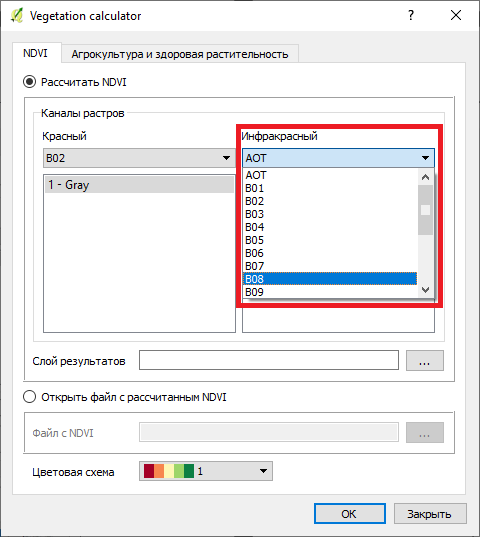 Vegetation calculator
?
NDVI
Агрокультура и здоровая растительность
Рассчитать NDVI
Каналы растров
Красный
Инфракрасный
B02
AOT
1 - Gray
AOT
B01
B02
B03
B04
B05
B06
B07
B08
B09
Слой результатов
...
Открыть файл с рассчитанным NDVI
Файл с NDVI
...
Цветовая схема
1
OK
Закрыть